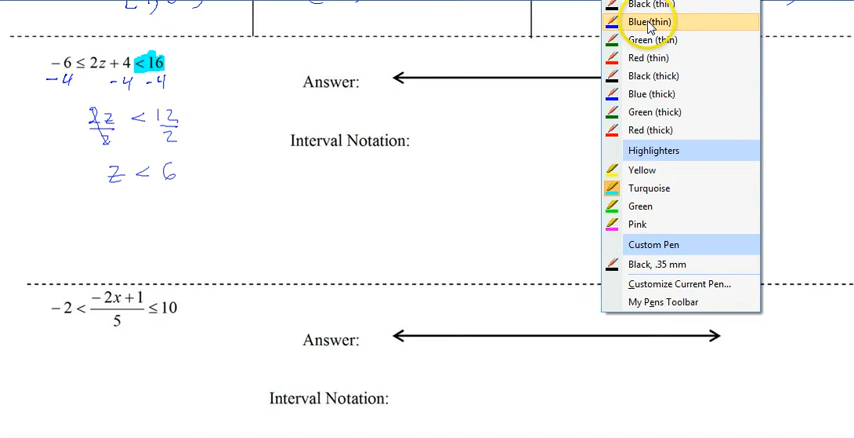 − 6 ≤ 2z + 4 < 16
-4 -4 -4
2z/2 < 12/2
z < 6
Answer:
Interval Notation:
− 2 < (− 2x + 1)/5 ≤ 10
Answer:
Interval Notation:
Black (thin)
Blue (thin)
Green (thin)
Red (thin)
Black (thick)
Blue (thick)
Green (thick)
Red (thick)
Highlighters
Yellow
Turquoise
Green
Pink
Custom Pen
Black, .35 mm
Customize Current Pen...
My Pens Toolbar